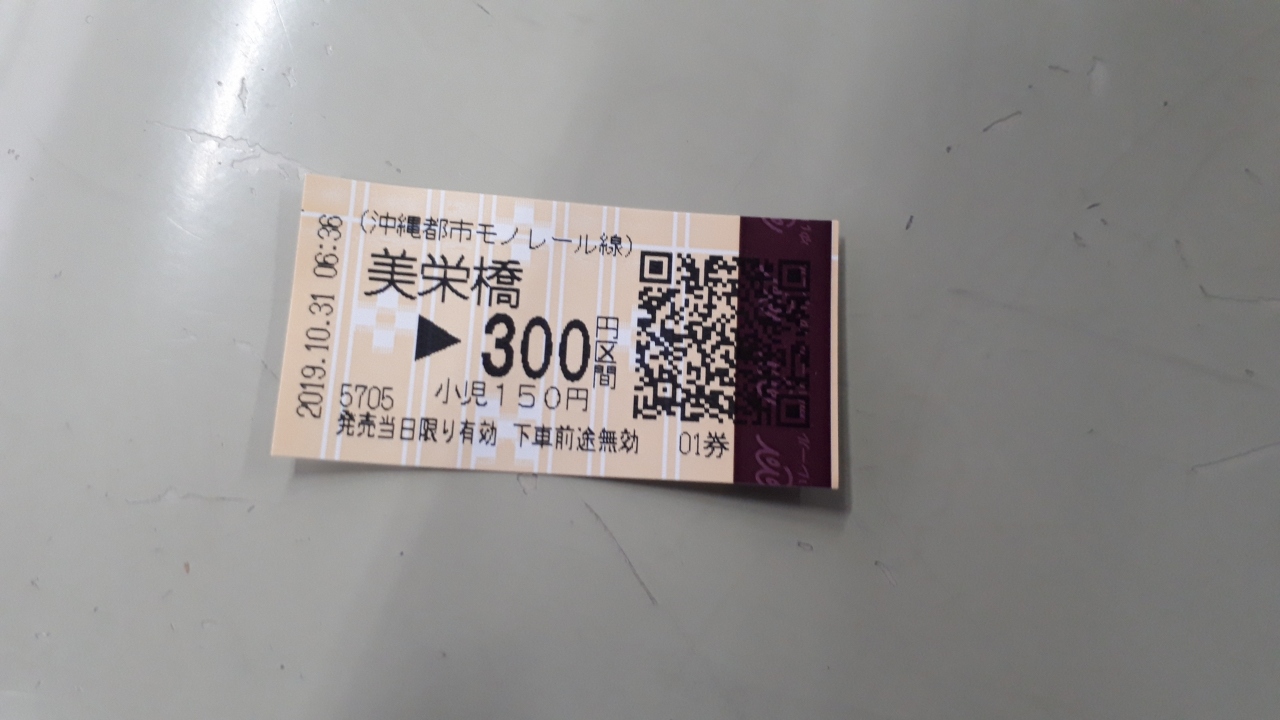 2019.10.31 06:36
(沖縄都市モノレール線)
美栄橋
▶300円区間
5705 小児150円
発売当日限り有効 下車前途無効 01券